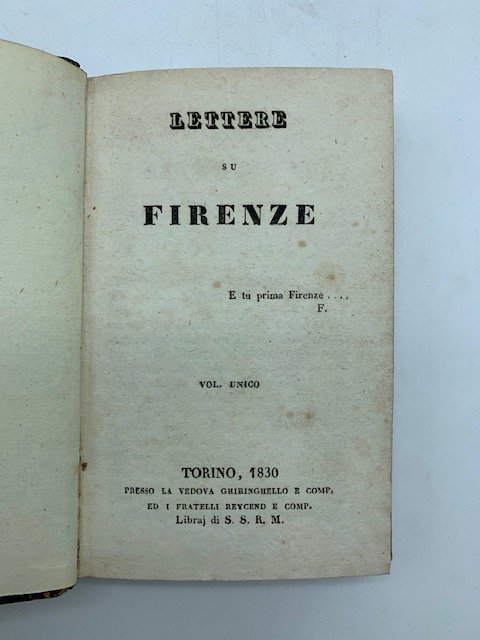 LETTERE
SU
FIRENZE
E tu prima Firenze ....
F.
VOL. UNICO
TORINO, 1830
PRESSO LA VEDOVA GHIRINGHELLO E COMP.
ED I FRATELLI REYCEND E COMP.
Libraj di S. S. R. M.